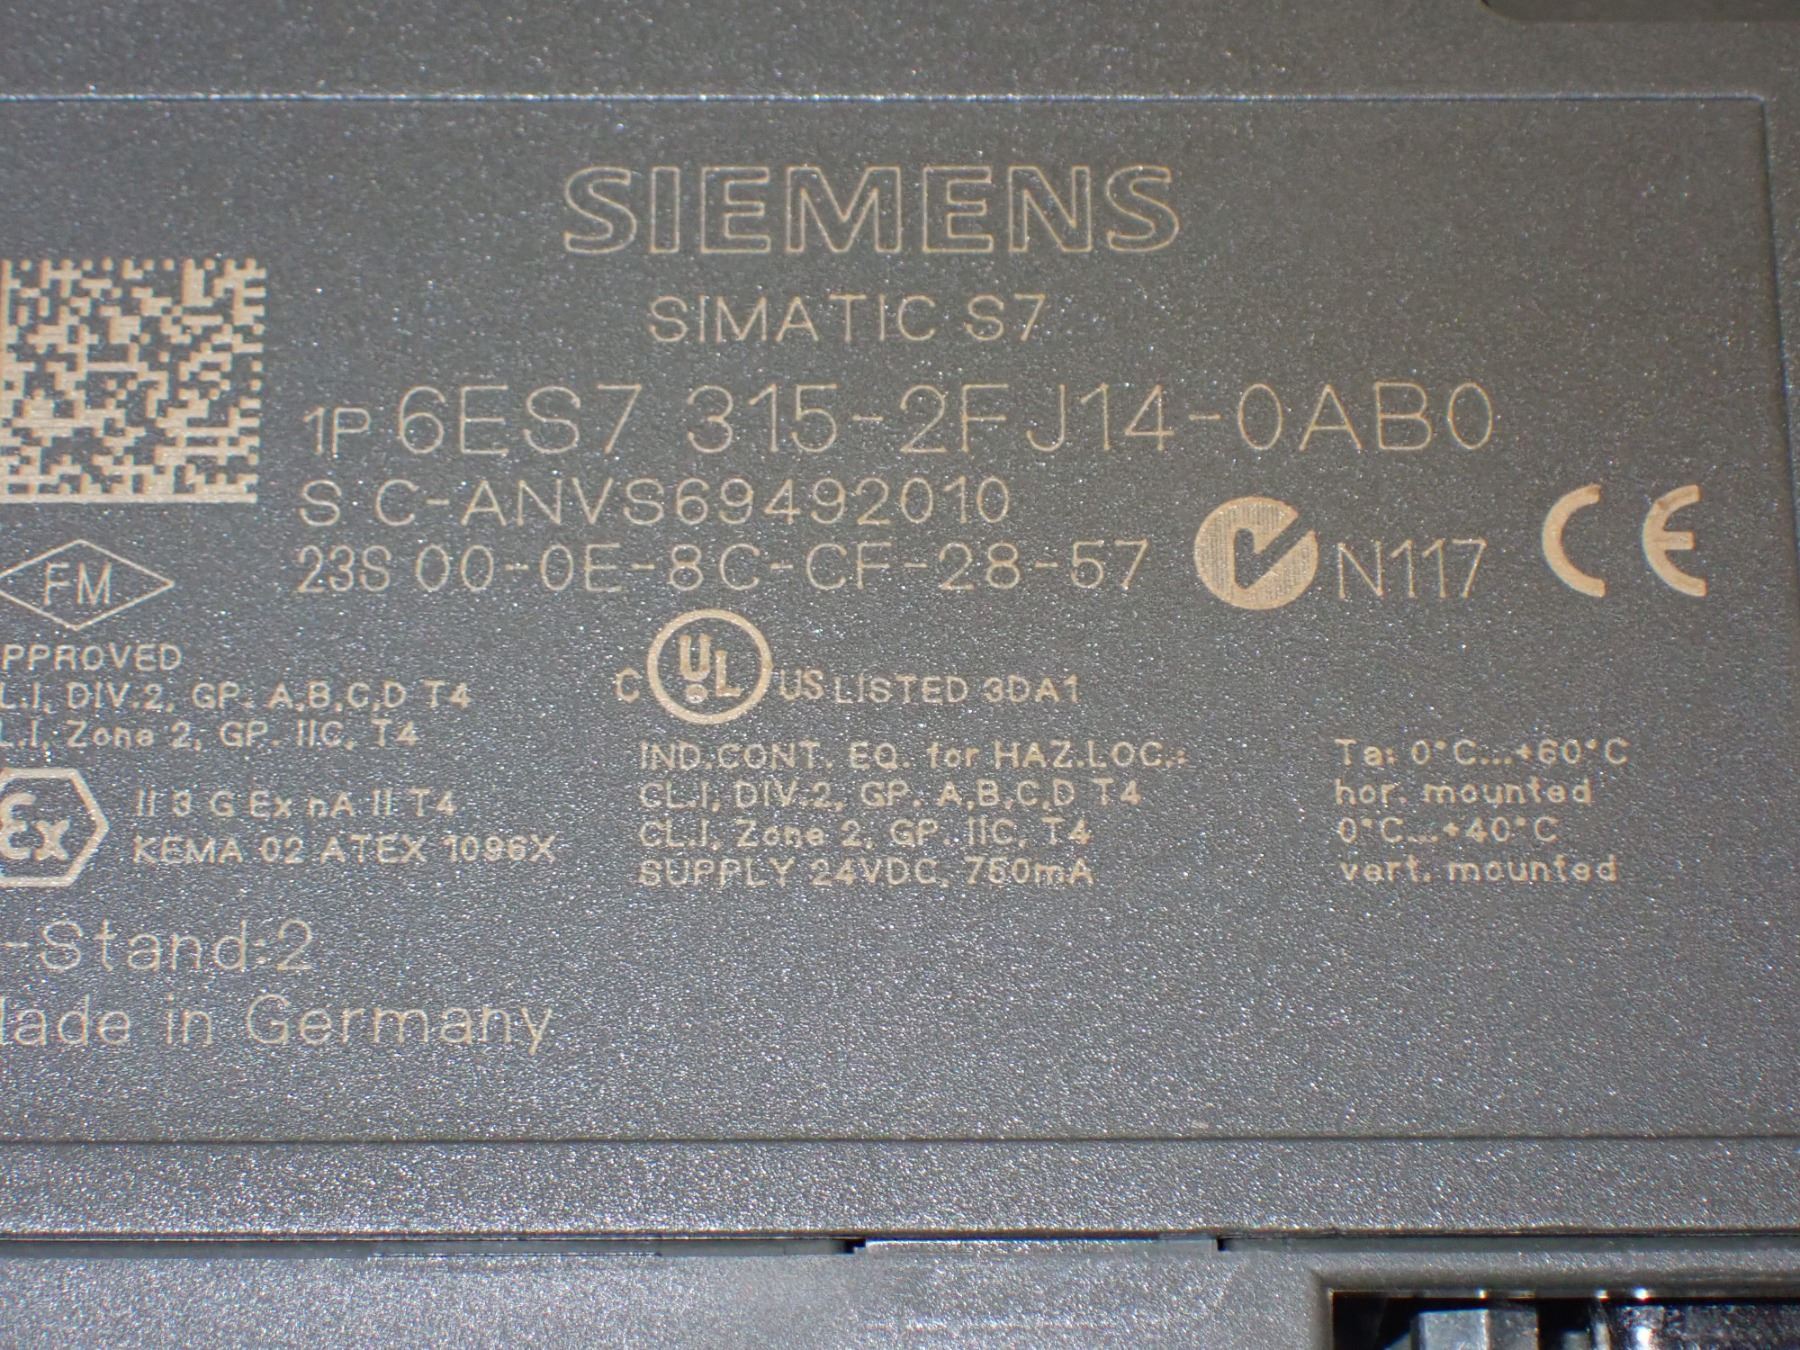 SIEMENS
SIMATIC S7
1P 6ES7 315-2FJ14-0AB0
S C-ANVS69492010
23S 00-0E-8C-CF-28-57
N117
CE
FM
PPROVED
L.I, DIV.2, GP. A,B,C,D T4
L.I, Zone 2, GP. IIC, T4
C UL US LISTED 3DA1
IND.CONT. EQ. for HAZ.LOC.:
CL.I, DIV.2, GP. A,B,C,D T4
CL.I, Zone 2, GP. IIC, T4
SUPPLY 24VDC, 750mA
Ta: 0°C...+60°C
hor. mounted
0°C...+40°C
vert. mounted
Ex
II 3 G Ex nA II T4
KEMA 02 ATEX 1096X
-Stand:2
ade in Germany